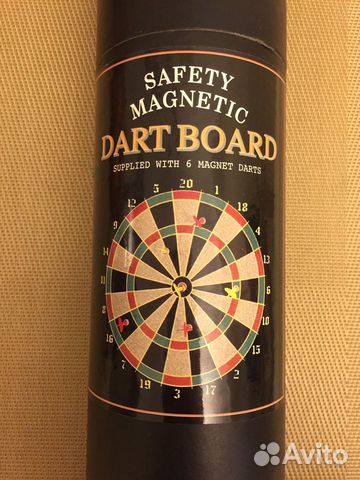 SAFETY
MAGNETIC
DART BOARD
SUPPLIED WITH 6 MAGNET DARTS
5 20 1
12 18
9 4
14 13
11 6
8 10
16 15
7 2
19 3
Avito